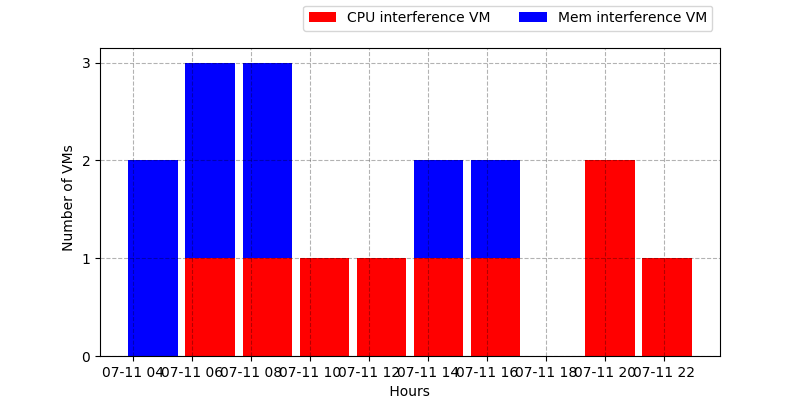 CPU interference VM Mem interference VM
3
2
1
0
Number of VMs
07-11 04 07-11 06 07-11 08 07-11 10 07-11 12 07-11 14 07-11 16 07-11 18 07-11 20 07-11 22
Hours